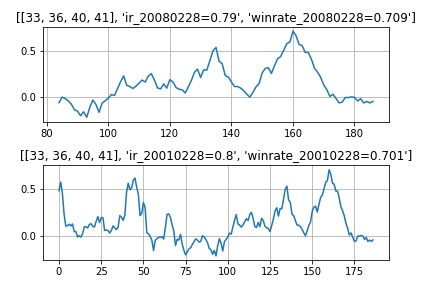 [[33, 36, 40, 41], 'ir_20080228=0.79', 'winrate_20080228=0.709']
0.5
0.0
80 100 120 140 160 180
[[33, 36, 40, 41], 'ir_20010228=0.8', 'winrate_20010228=0.701']
0.5
0.0
0 25 50 75 100 125 150 175